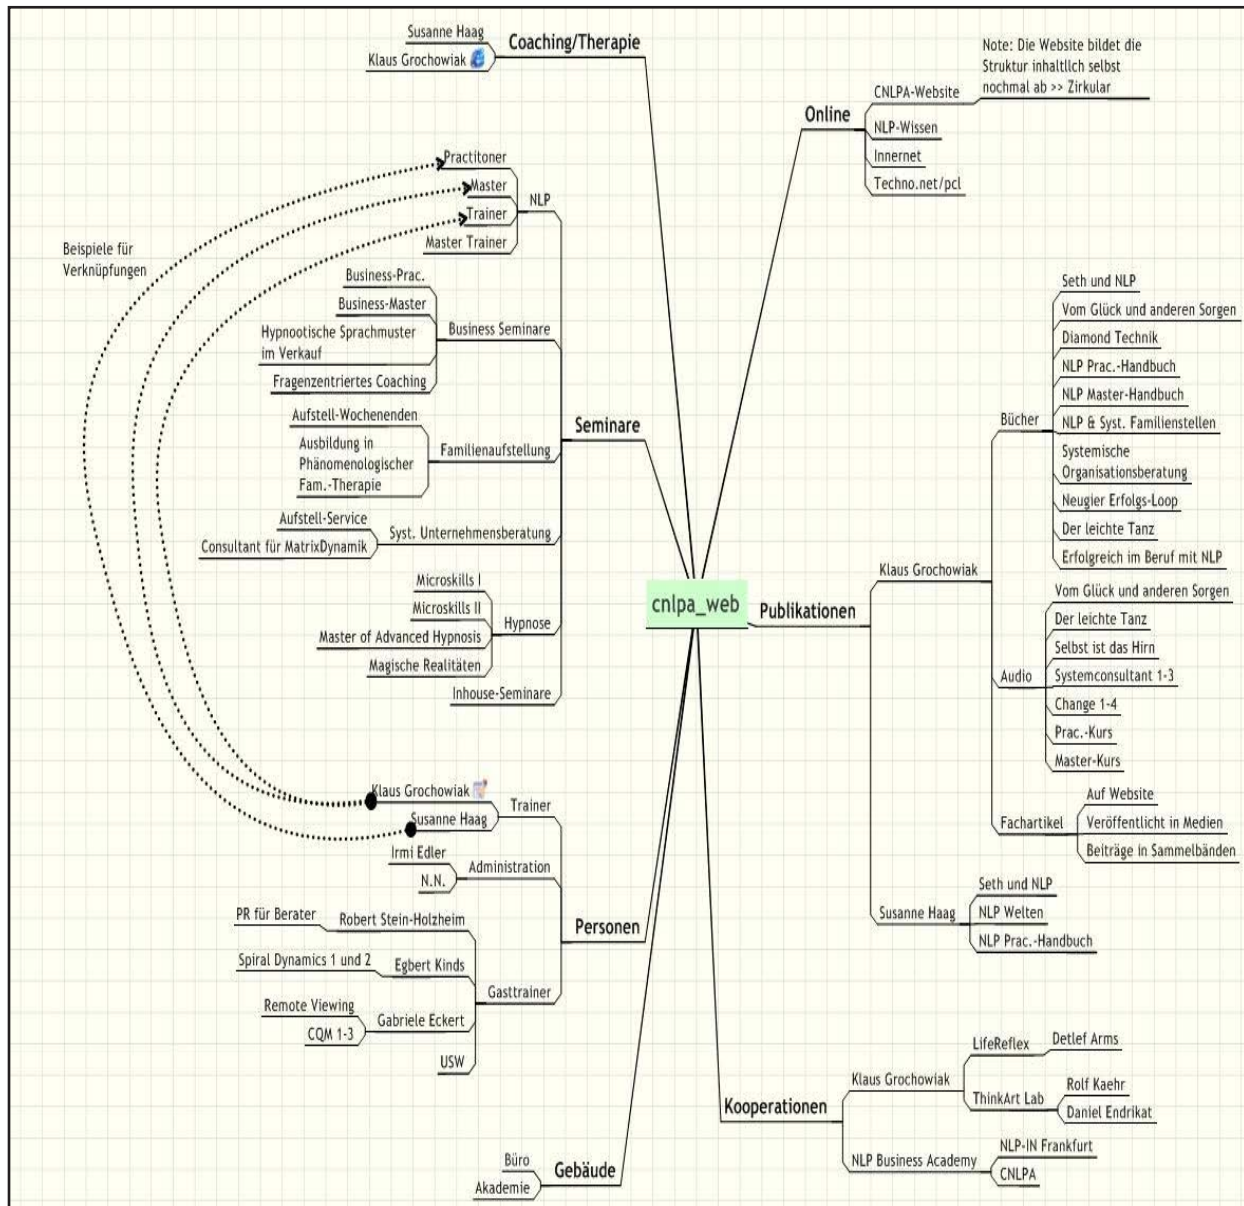 Susanne Haag
Klaus Grochowiak
Coaching/Therapie
Practitoner
Master
Trainer
Master Trainer
NLP
Beispiele für
Verknüpfungen
Business-Prac.
Business-Master
Hypnootische Sprachmuster
im Verkauf
Fragenzentriertes Coaching
Business Seminare
Aufstell-Wochenenden
Ausbildung in
Phänomenologischer
Fam.-Therapie
Familienaufstellung
Seminare
Aufstell-Service
Consultant für MatrixDynamik
Syst. Unternehmensberatung
Microskills I
Microskills II
Master of Advanced Hypnosis
Magische Realitäten
Hypnose
Inhouse-Seminare
Klaus Grochowiak
Susanne Haag
Trainer
Irmi Edler
N.N.
Administration
Personen
PR für Berater
Robert Stein-Holzheim
Spiral Dynamics 1 und 2
Egbert Kinds
Remote Viewing
CQM 1-3
Gabriele Eckert
USW
Gasttrainer
Büro
Akademie
Gebäude
cnlpa_web
Online
CNLPA-Website
Note: Die Website bildet die
Struktur inhaltllch selbst
nochmal ab >> Zirkular
NLP-Wissen
Innernet
Techno.net/pcl
Publikationen
Klaus Grochowiak
Bücher
Seth und NLP
Vom Glück und anderen Sorgen
Diamond Technik
NLP Prac.-Handbuch
NLP Master-Handbuch
NLP & Syst. Familienstellen
Systemische
Organisationsberatung
Neugier Erfolgs-Loop
Der leichte Tanz
Erfolgreich im Beruf mit NLP
Audio
Vom Glück und anderen Sorgen
Der leichte Tanz
Selbst ist das Hirn
Systemconsultant 1-3
Change 1-4
Prac.-Kurs
Master-Kurs
Fachartikel
Auf Website
Veröffentlicht in Medien
Beiträge in Sammelbänden
Susanne Haag
Seth und NLP
NLP Welten
NLP Prac.-Handbuch
Kooperationen
Klaus Grochowiak
LifeReflex
Detlef Arms
ThinkArt Lab
Rolf Kaehr
Daniel Endrikat
NLP Business Academy
NLP-IN Frankfurt
CNLPA